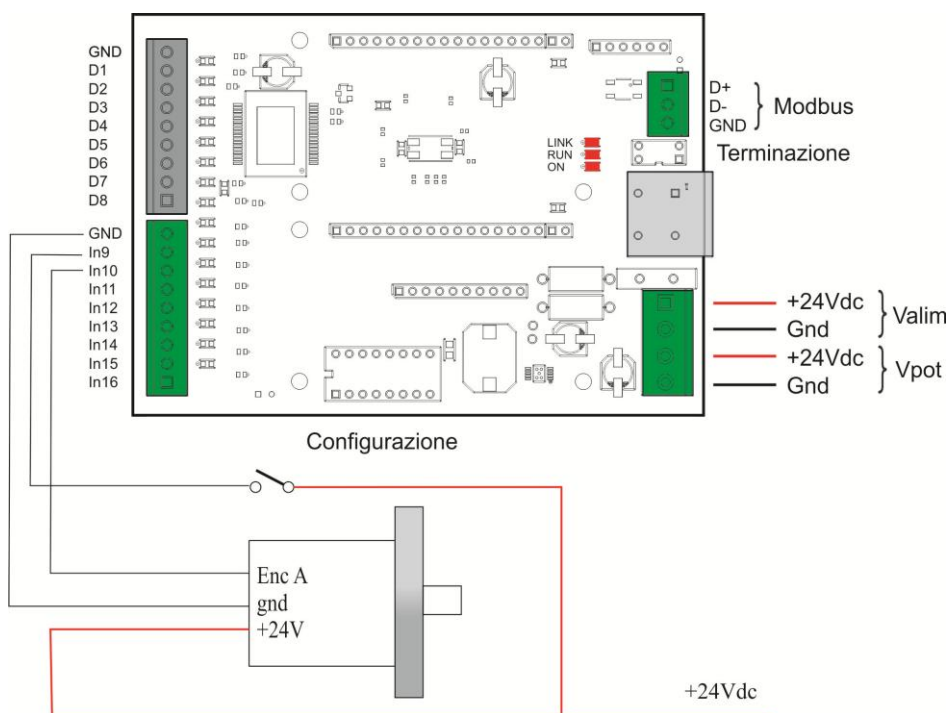 GND
D1
D2
D3
D4
D5
D6
D7
D8
GND
In9
In10
In11
In12
In13
In14
In15
In16
LINK
RUN
ON
D+
D-
GND
Modbus
Terminazione
+24Vdc
Gnd
Valim
+24Vdc
Gnd
Vpot
Configurazione
Enc A
gnd
+24V
+24Vdc